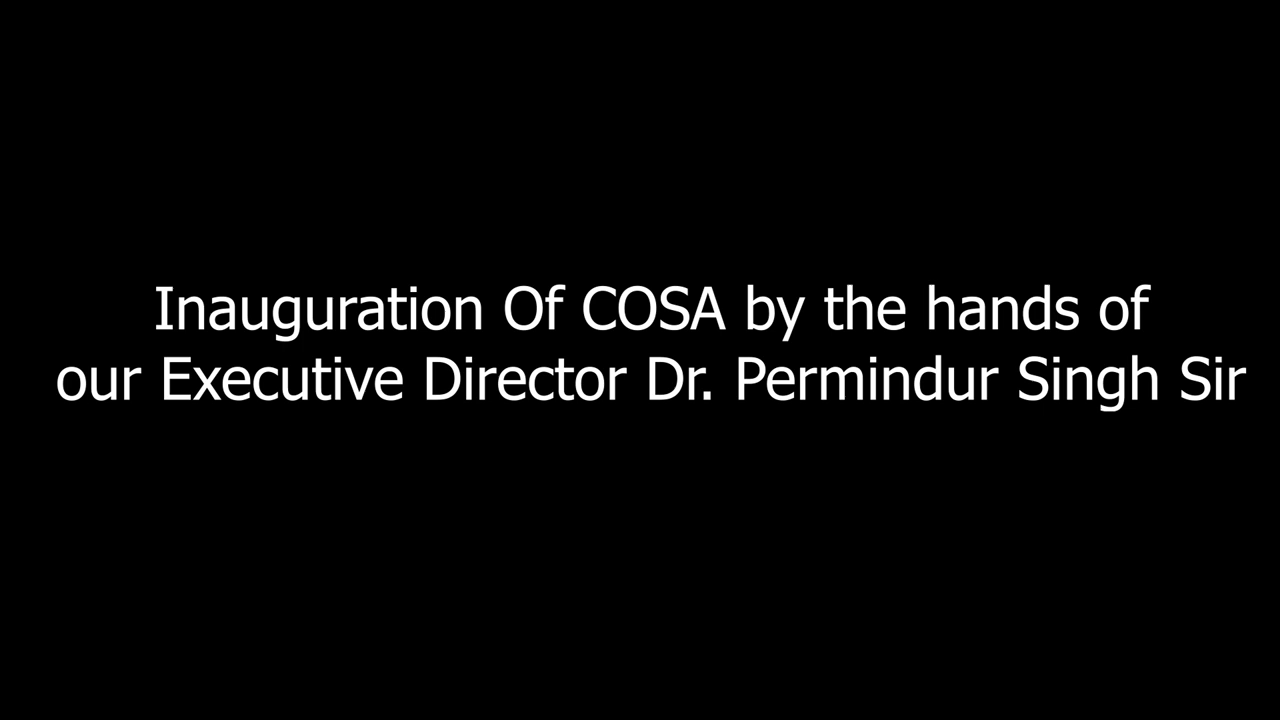 Inauguration Of COSA by the hands of
our Executive Director Dr. Permindur Singh Sir